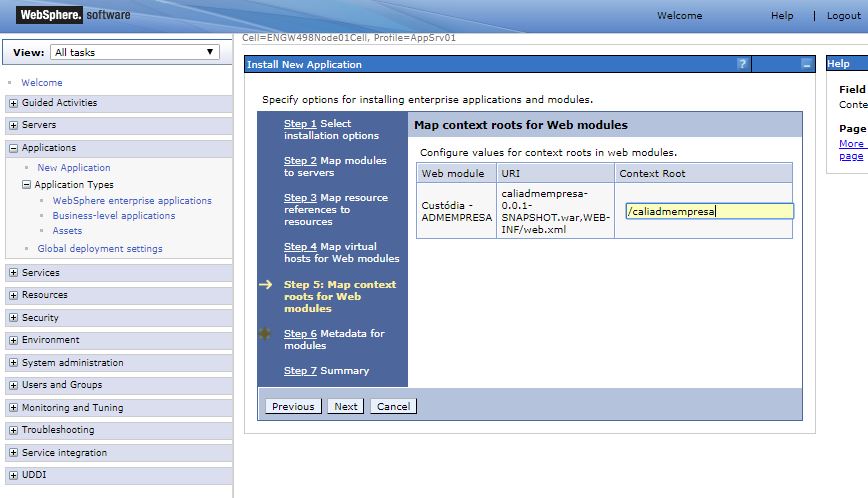 WebSphere. software
Welcome
Help | Logout
View: All tasks
Cell=ENGW498Node01Cell, Profile=AppSrv01
Welcome
Guided Activities
Servers
Applications
New Application
Application Types
WebSphere enterprise applications
Business-level applications
Assets
Global deployment settings
Services
Resources
Security
Environment
System administration
Users and Groups
Monitoring and Tuning
Troubleshooting
Service integration
UDDI
Install New Application
?
Specify options for installing enterprise applications and modules.
Step 1 Select
installation options
Step 2 Map modules
to servers
Step 3 Map resource
references to
resources
Step 4 Map virtual
hosts for Web modules
Step 5: Map context
roots for Web
modules
Step 6 Metadata for
modules
Step 7 Summary
Map context roots for Web modules
Configure values for context roots in web modules.
Web module
URI
Context Root
Custódia -
ADMEMPRESA
caliadmempresa-
0.0.1-
SNAPSHOT.war,WEB-
INF/web.xml
/caliadmempresa
Previous
Next
Cancel
Help
Field
Conte
Page
More
page